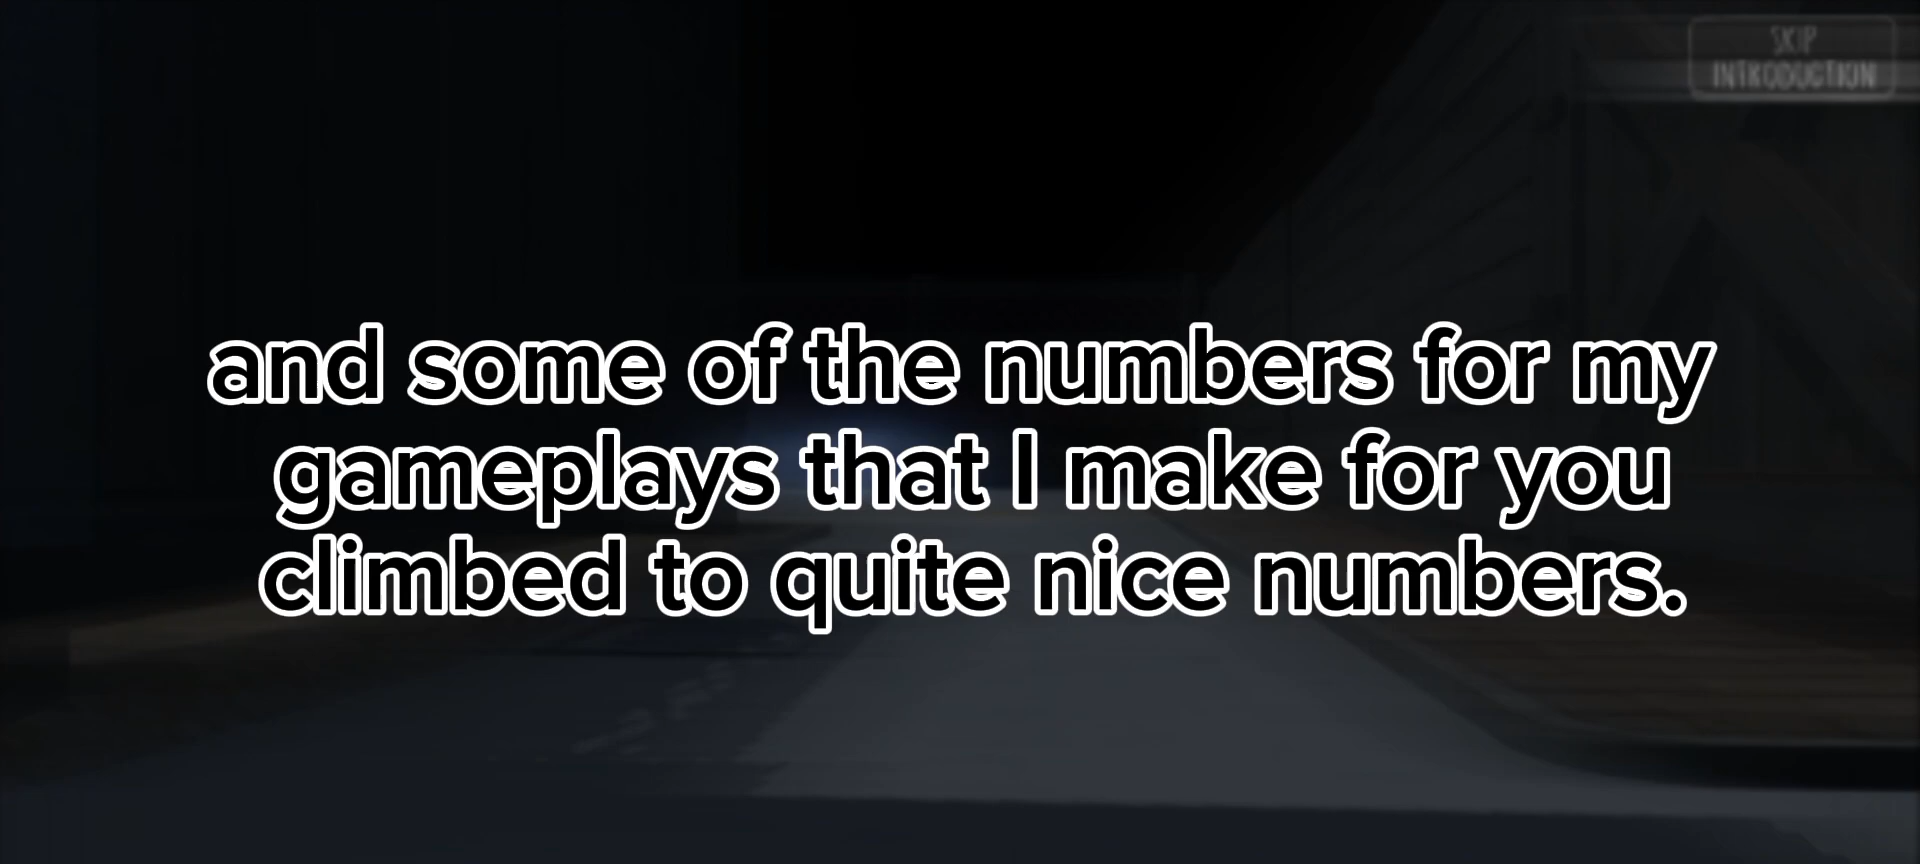 SKIP
INTRODUCTION
and some of the numbers for my
gameplays that I make for you
climbed to quite nice numbers.